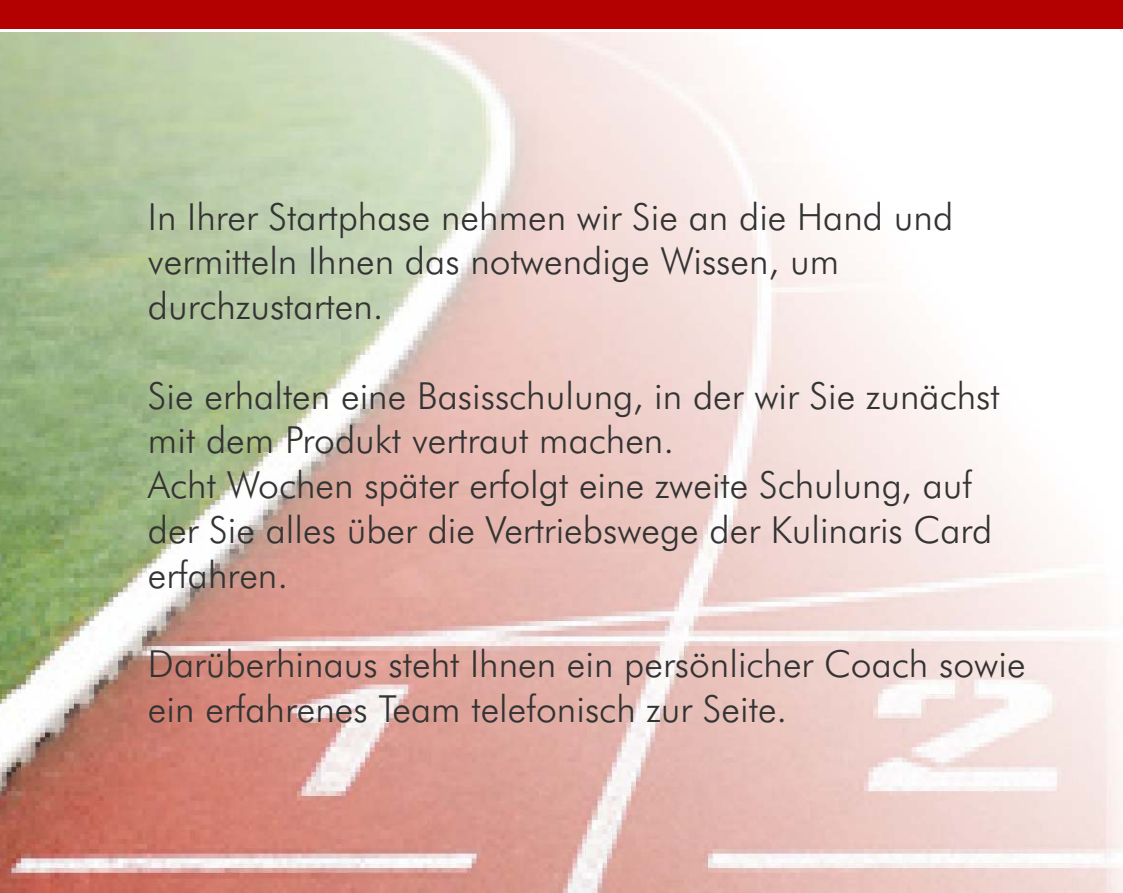 In Ihrer Startphase nehmen wir Sie an die Hand und
vermitteln Ihnen das notwendige Wissen, um
durchzustarten.
Sie erhalten eine Basisschulung, in der wir Sie zunächst
mit dem Produkt vertraut machen.
Acht Wochen später erfolgt eine zweite Schulung, auf
der Sie alles über die Vertriebswege der Kulinaris Card
erfahren.
Darüberhinaus steht Ihnen ein persönlicher Coach sowie
ein erfahrenes Team telefonisch zur Seite.
1 2